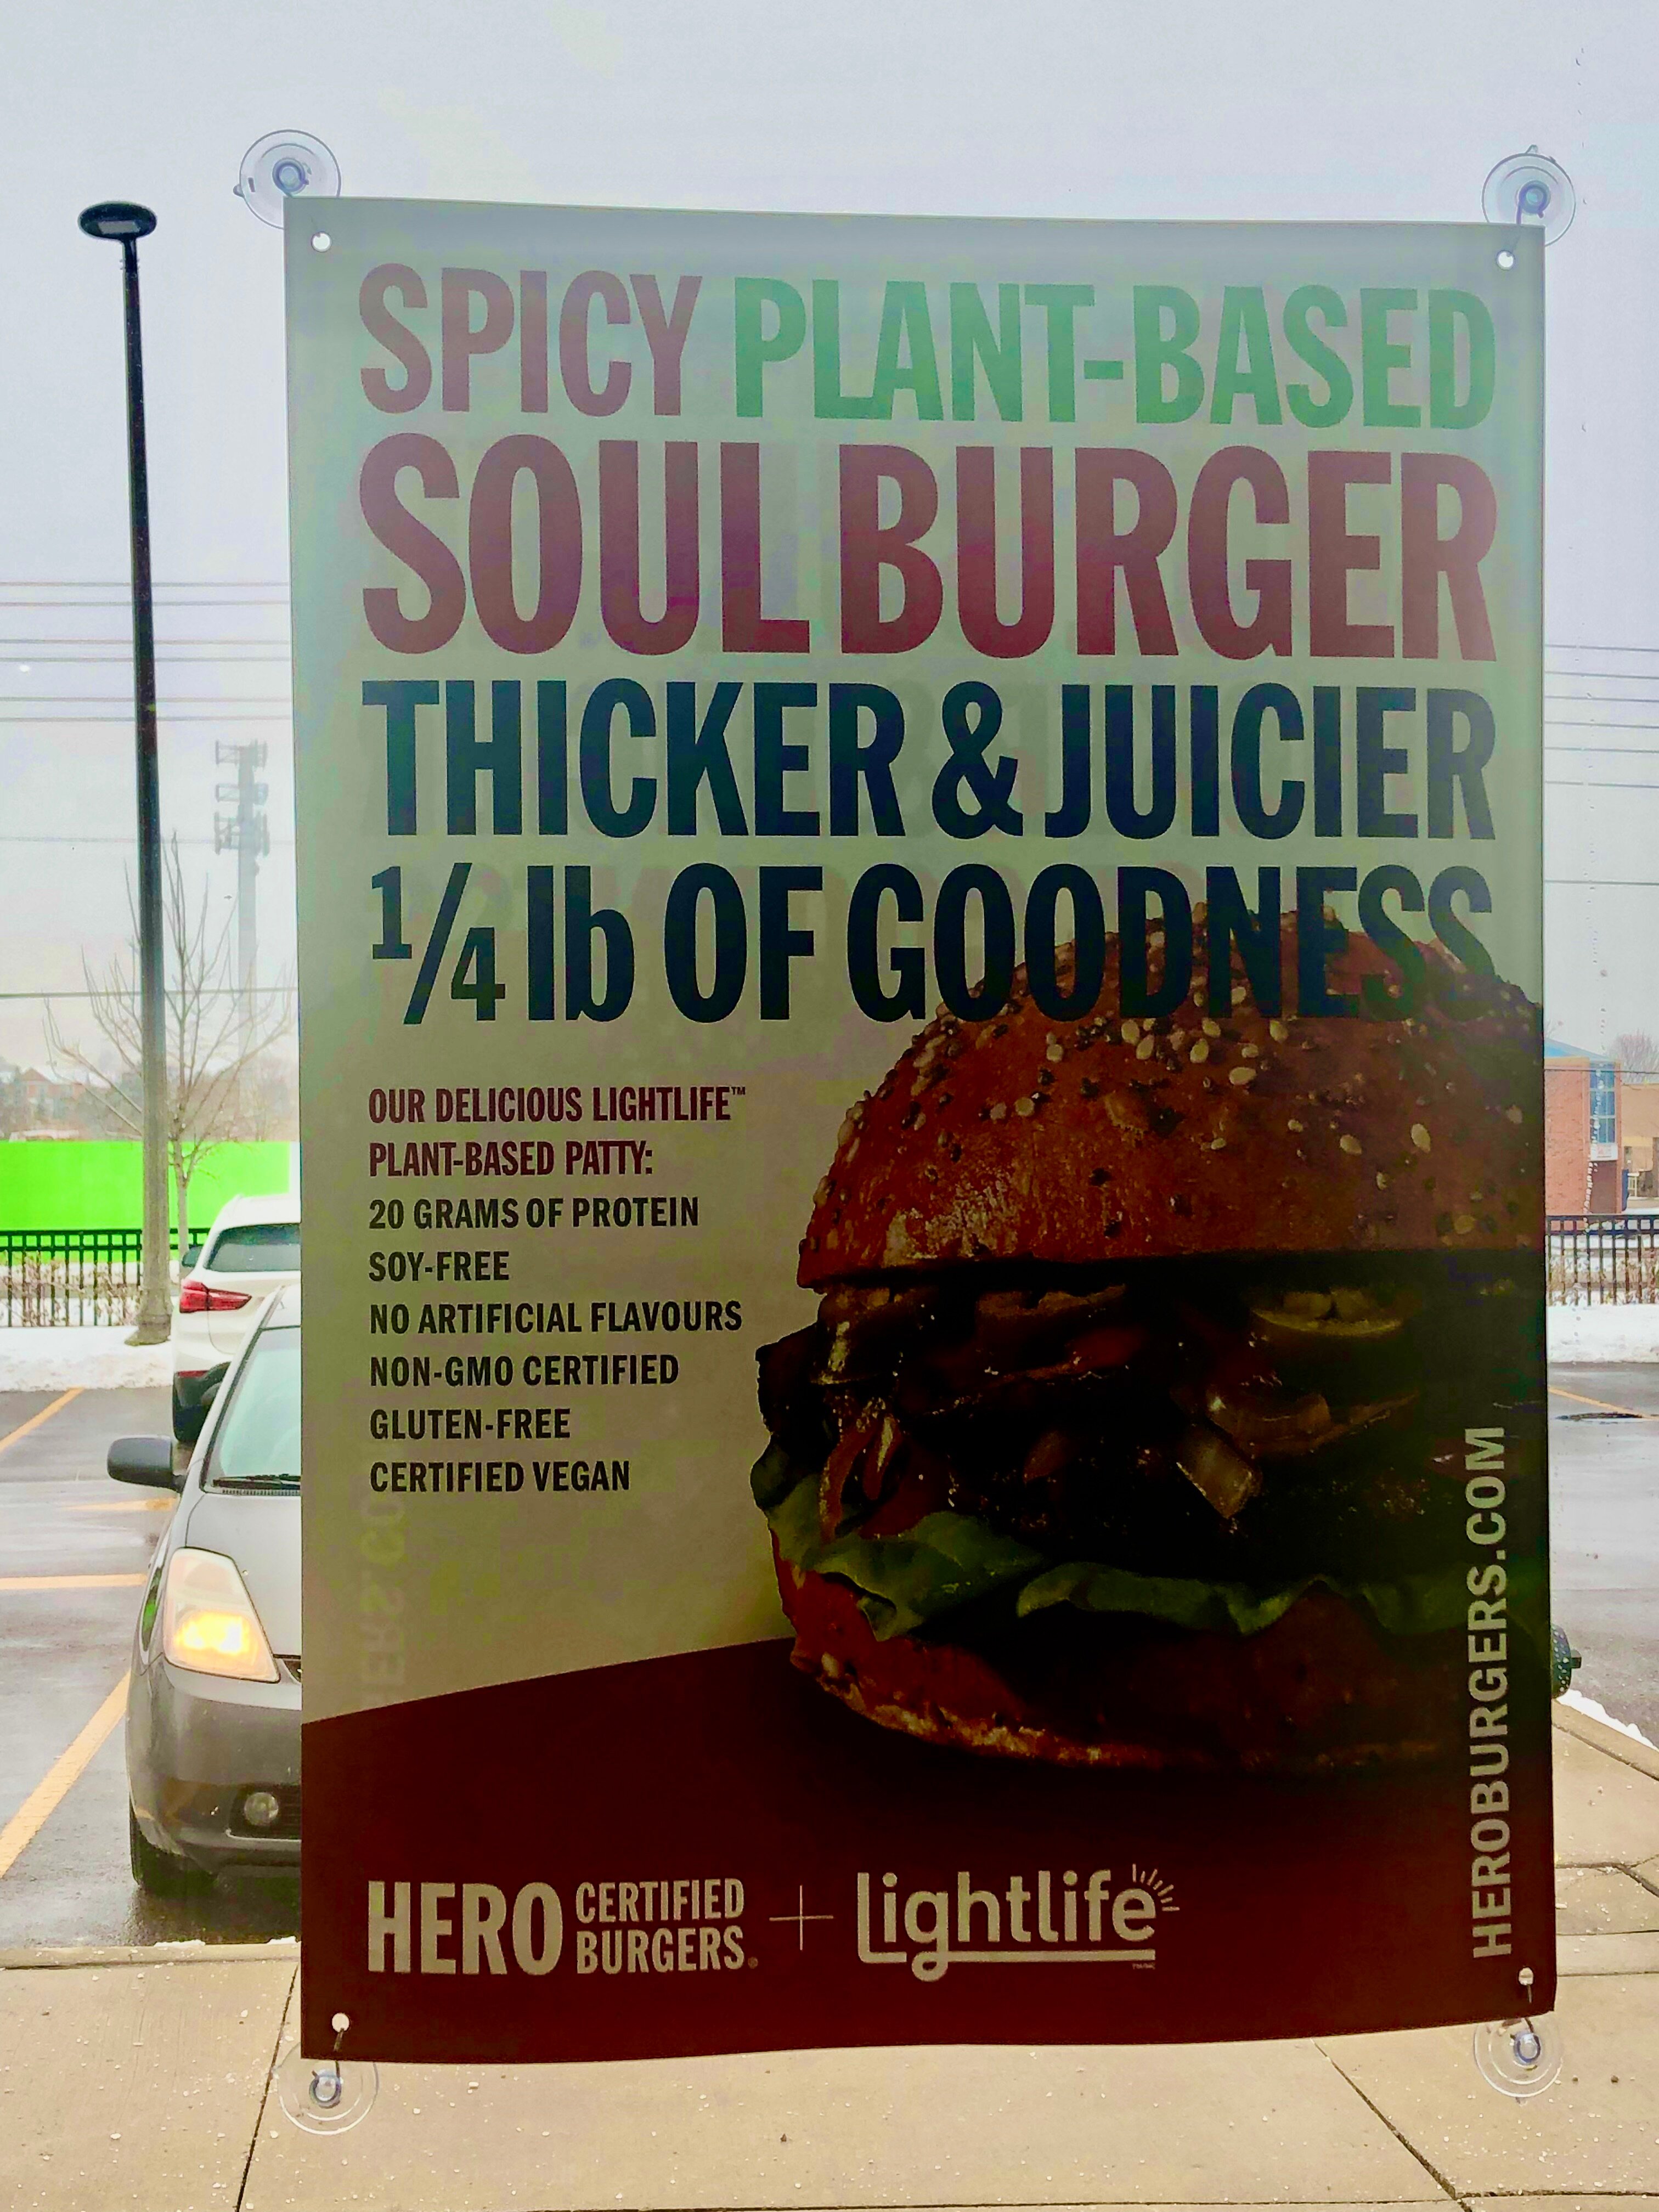 SPICY PLANT-BASED
SOUL BURGER
THICKER & JUICIER
1/4 lb OF GOODNESS
OUR DELICIOUS LIGHTLIFE™
PLANT-BASED PATTY:
20 GRAMS OF PROTEIN
SOY-FREE
NO ARTIFICIAL FLAVOURS
NON-GMO CERTIFIED
GLUTEN-FREE
CERTIFIED VEGAN
HEROBURGERS.COM
HERO CERTIFIED BURGERS® + Lightlife